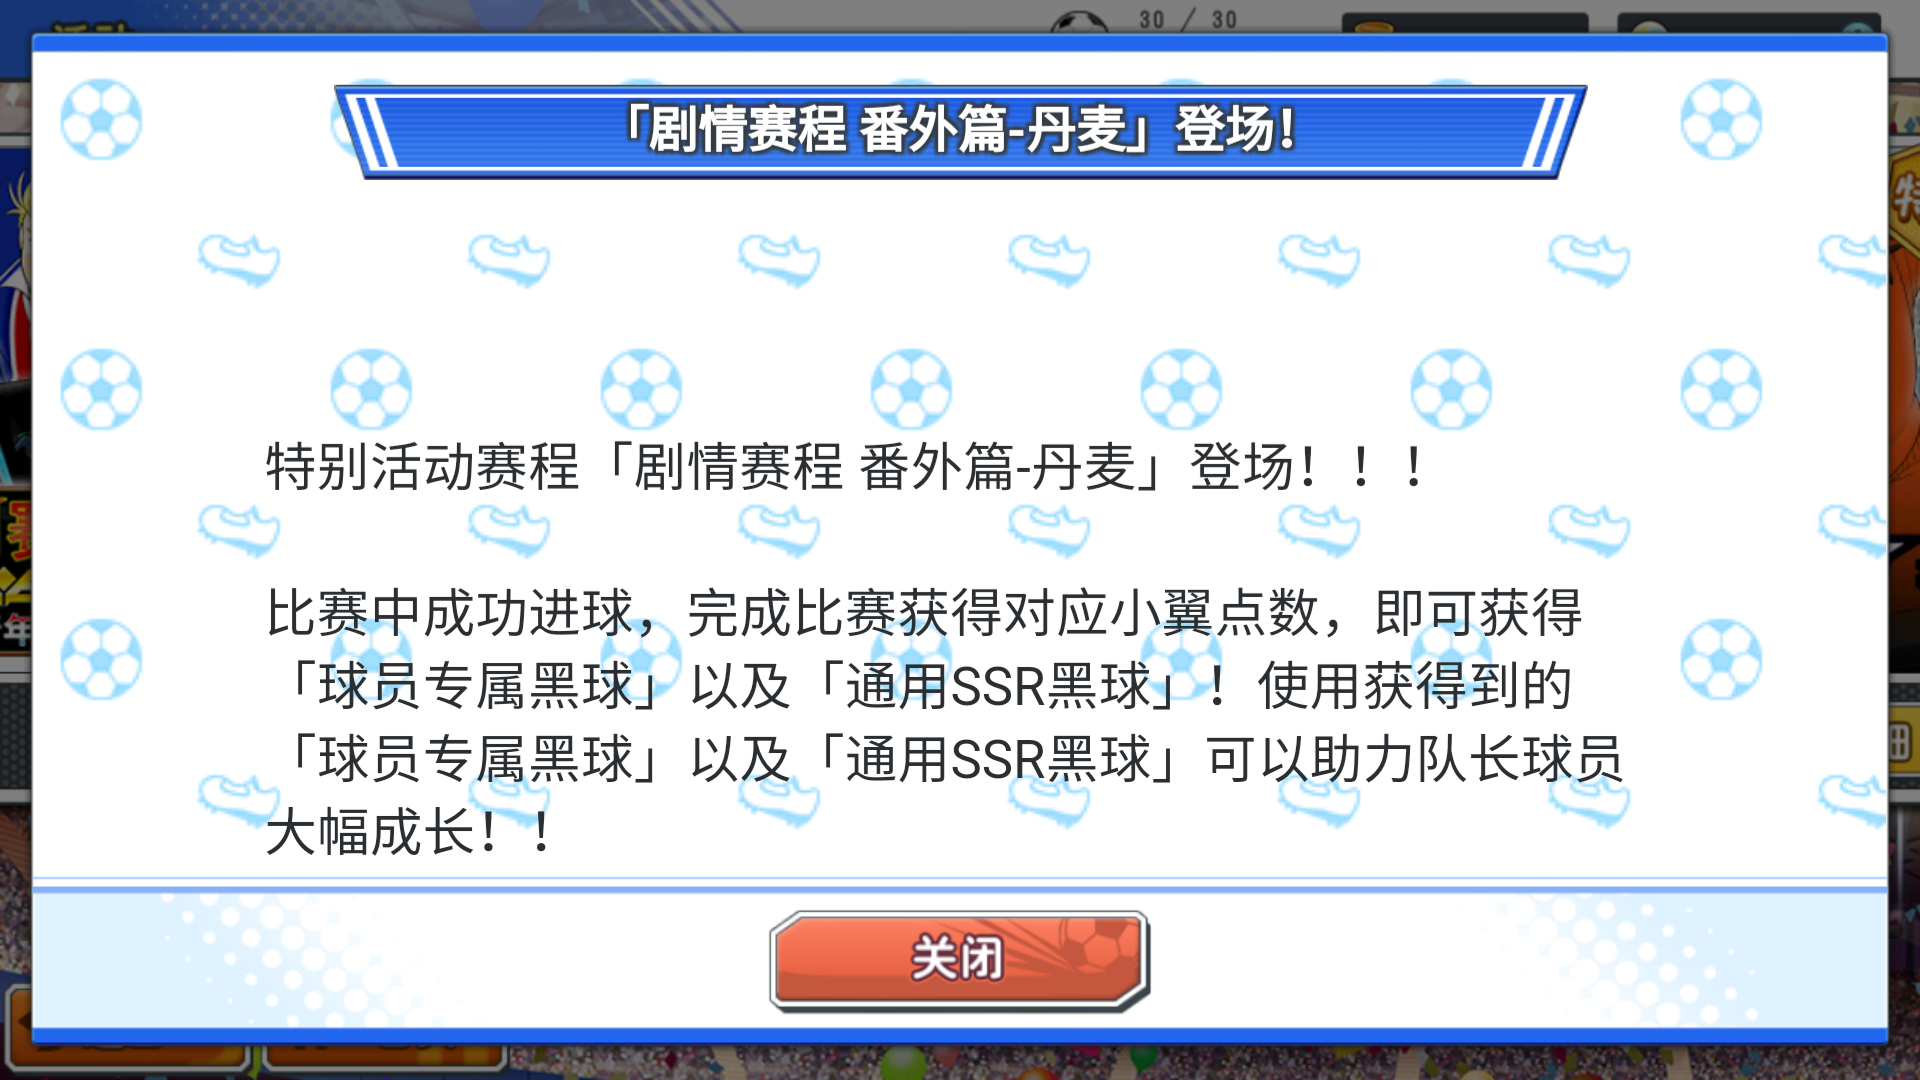 活动
30 / 30
「剧情赛程 番外篇-丹麦」登场！
特别活动赛程「剧情赛程 番外篇-丹麦」登场！！！
比赛中成功进球，完成比赛获得对应小翼点数，即可获得
「球员专属黑球」以及「通用SSR黑球」！使用获得到的
「球员专属黑球」以及「通用SSR黑球」可以助力队长球员
大幅成长！！
关闭